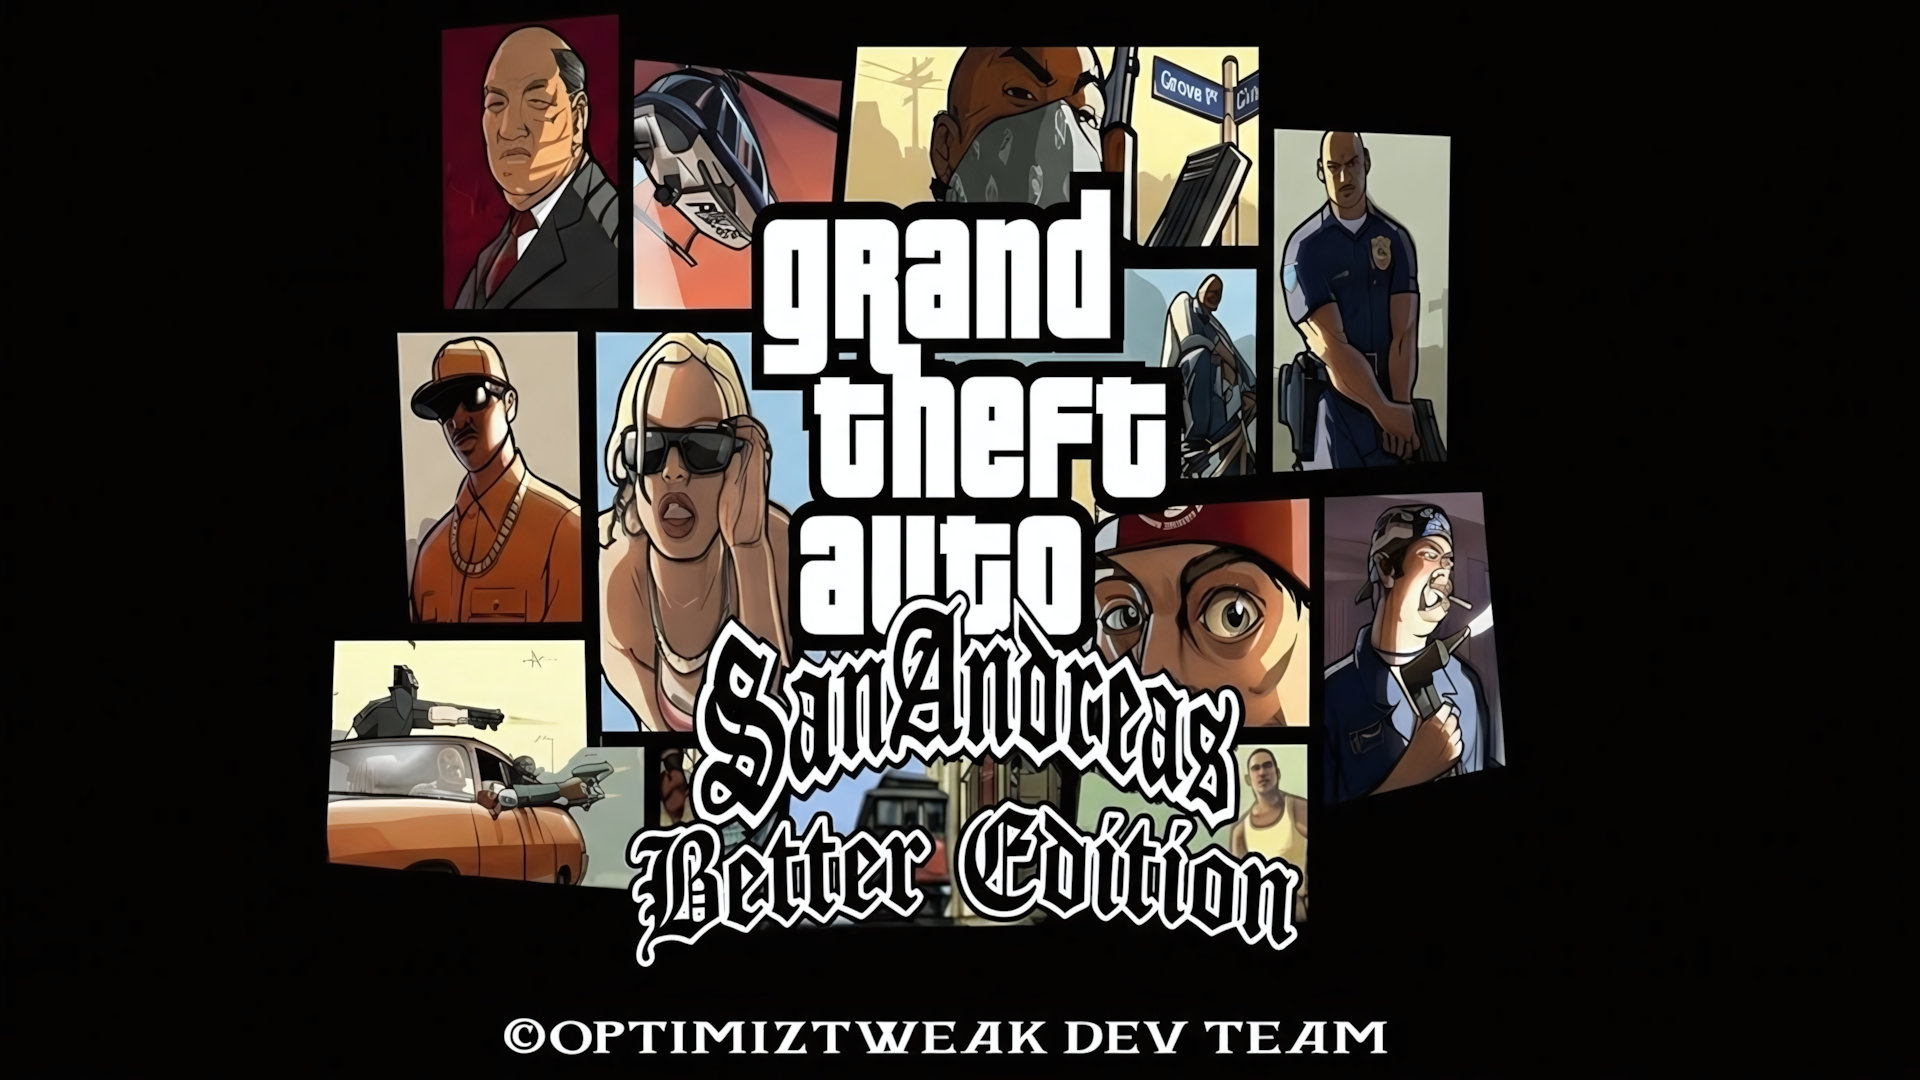 Grove
grand
theft
auto
San Andreas
Better Edition
©OPTIMIZTWEAK DEV TEAM